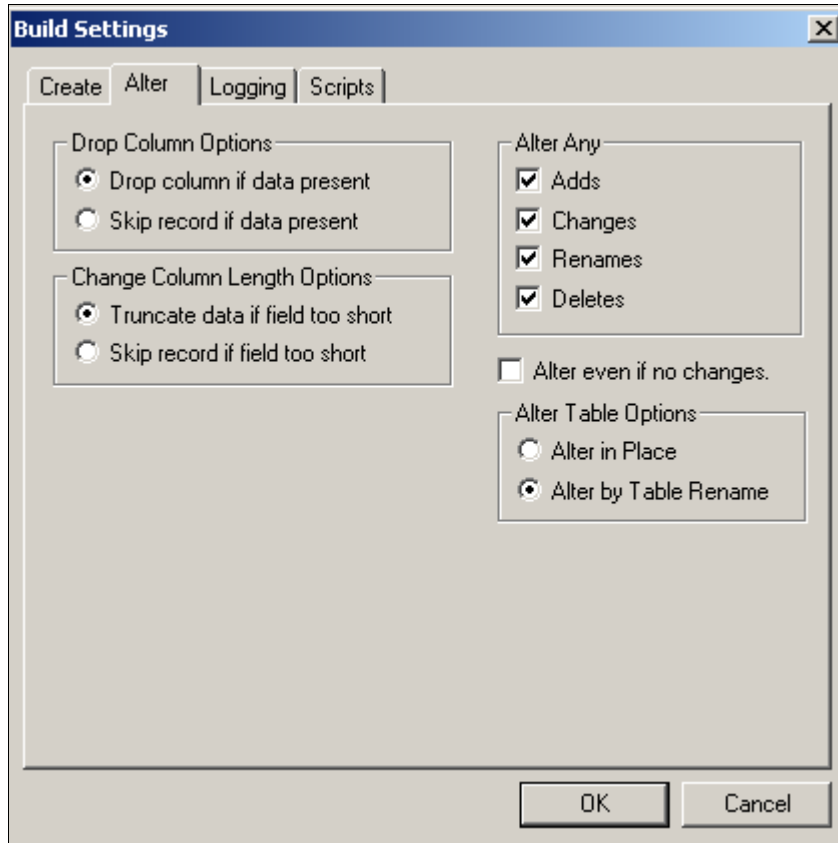 Build Settings
Create Alter Logging Scripts
Drop Column Options
Drop column if data present
Skip record if data present
Change Column Length Options
Truncate data if field too short
Skip record if field too short
Alter Any
Adds
Changes
Renames
Deletes
Alter even if no changes.
Alter Table Options
Alter in Place
Alter by Table Rename
OK Cancel